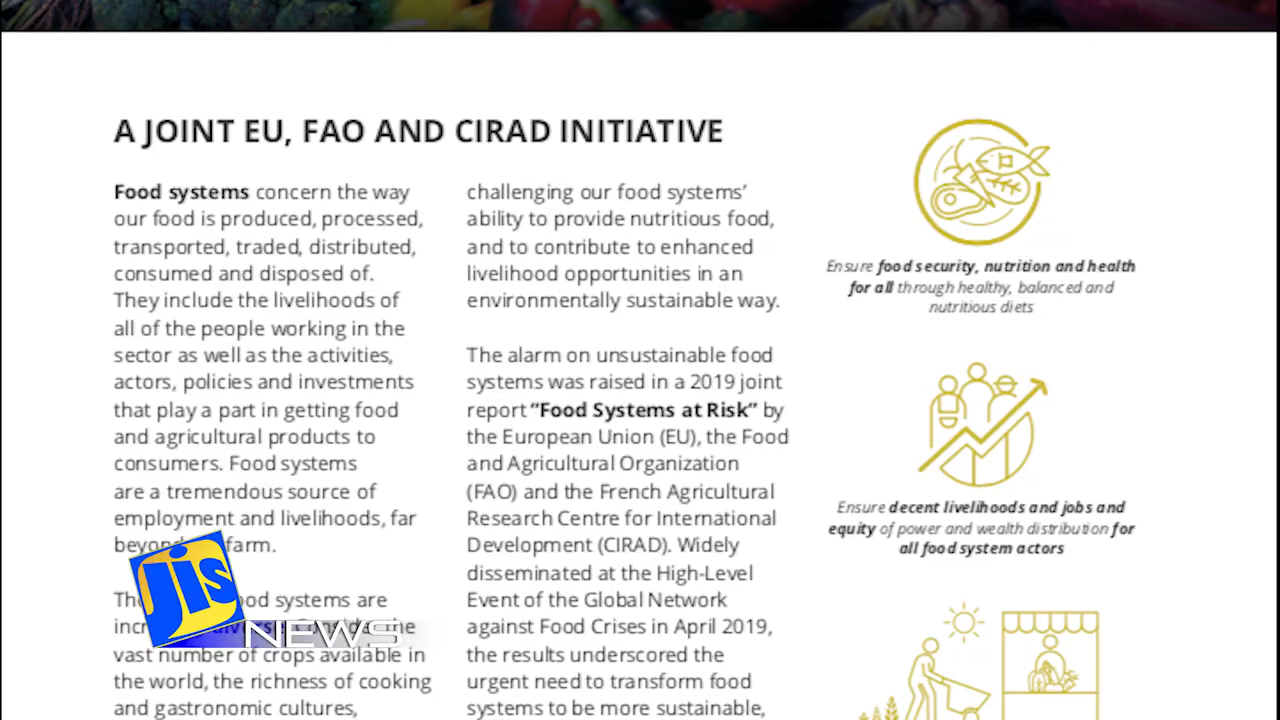 A JOINT EU, FAO AND CIRAD INITIATIVE
Food systems concern the way
our food is produced, processed,
transported, traded, distributed,
consumed and disposed of.
They include the livelihoods of
all of the people working in the
sector as well as the activities,
actors, policies and investments
that play a part in getting food
and agricultural products to
consumers. Food systems
are a tremendous source of
employment and livelihoods, far
farm.
systems are
vast number of crops available in
the world, the richness of cooking
and gastronomic cultures,
challenging our food systems’
ability to provide nutritious food,
and to contribute to enhanced
livelihood opportunities in an
environmentally sustainable way.
The alarm on unsustainable food
systems was raised in a 2019 joint
report “Food Systems at Risk” by
the European Union (EU), the Food
and Agricultural Organization
(FAO) and the French Agricultural
Research Centre for International
Development (CIRAD). Widely
disseminated at the High-Level
Event of the Global Network
against Food Crises in April 2019,
the results underscored the
urgent need to transform food
systems to be more sustainable,
Ensure food security, nutrition and health
for all through healthy, balanced and
nutritious diets
Ensure decent livelihoods and jobs and
equity of power and wealth distribution for
all food system actors
jis
NEWS